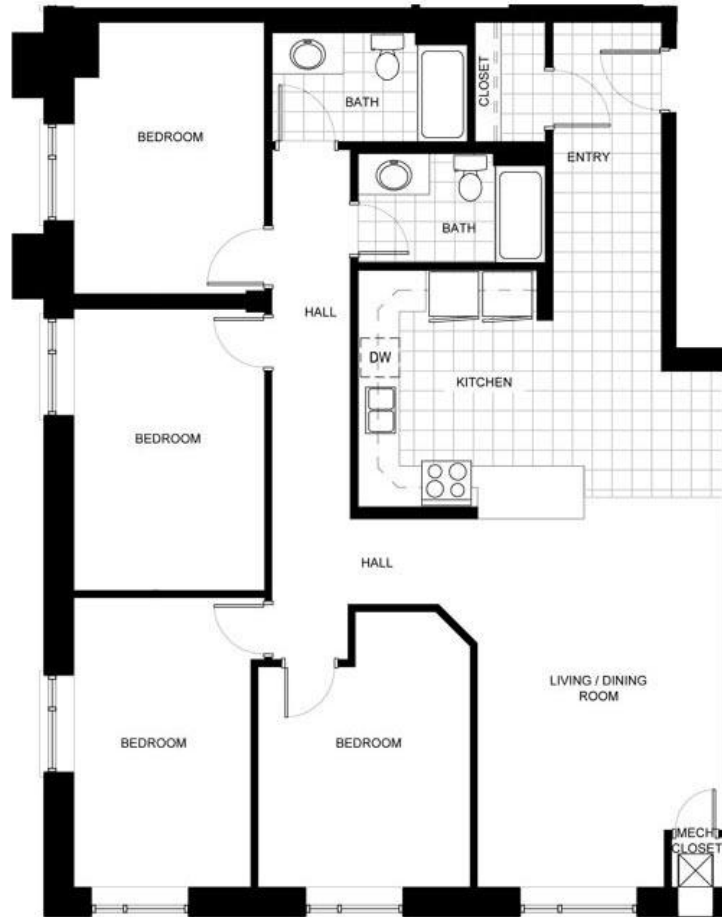 BATH
CLOSET
BEDROOM
ENTRY
BATH
HALL
DW
KITCHEN
BEDROOM
HALL
LIVING / DINING
ROOM
BEDROOM
BEDROOM
MECH
CLOSET